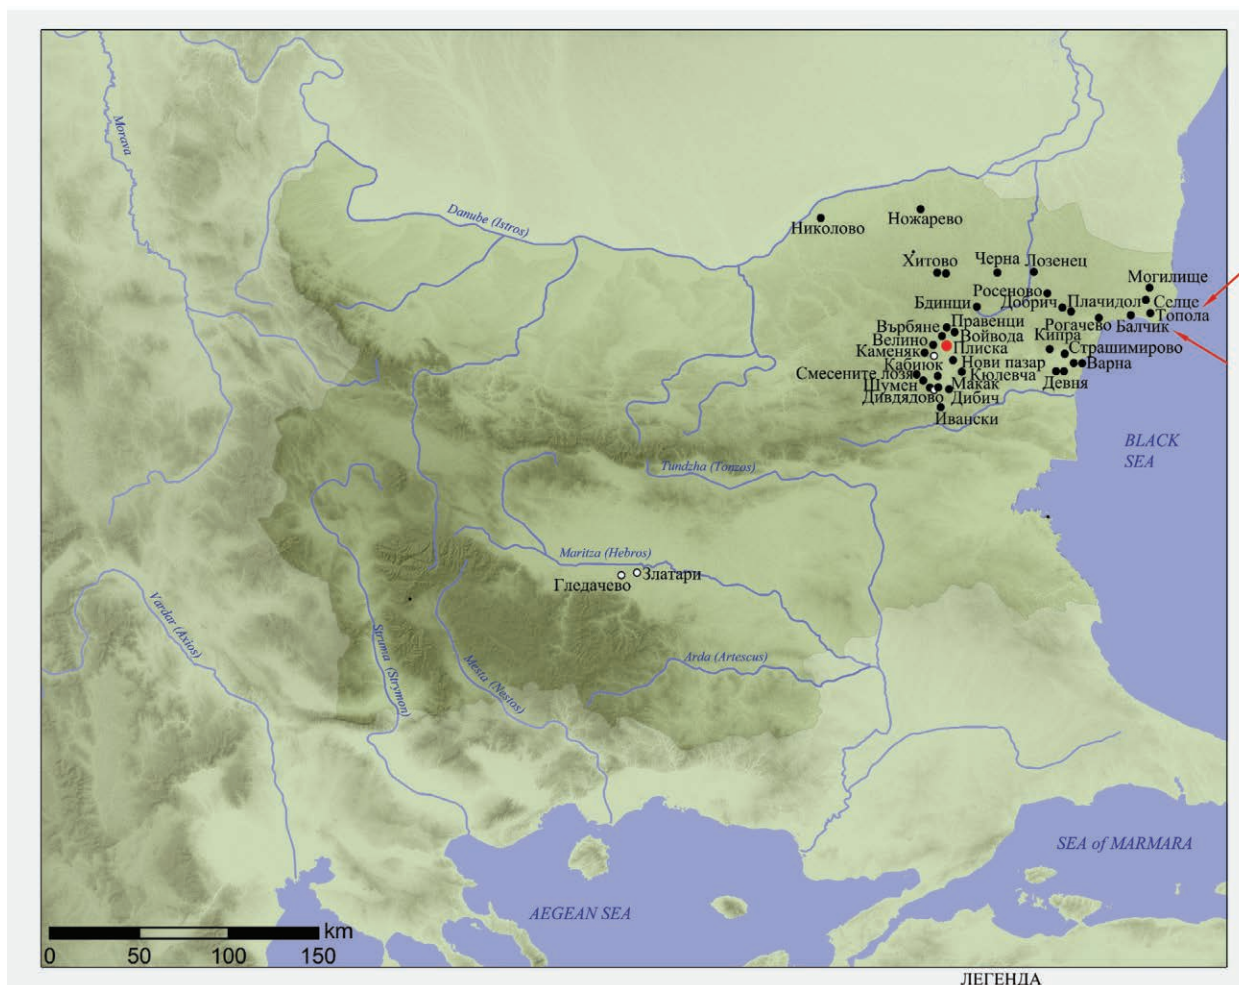 Morava
Danube (Istros)
Николово
Ножарево
Хитово
Черна
Лозенец
Могилище
Росеново
Бдинци
Добрич
Плачидол
Селце
Топола
Правенци
Върбяне
Войвода
Рогачево
Балчик
Велино
Плиска
Кипра
Каменяк
Страшимирово
Кабиюк
Нови пазар
Варна
Смесените лозя
Кюлевча
Девня
Шумен
Макак
Дивдядово
Дибич
Ивански
BLACK
SEA
Tundzha (Tonzos)
Maritza (Hebros)
Гледачево
Златари
Vardar (Axios)
Struma (Strymon)
Mesta (Nestos)
Arda (Artescus)
SEA of MARMARA
AEGEAN SEA
km
0 50 100 150
ЛЕГЕНДА